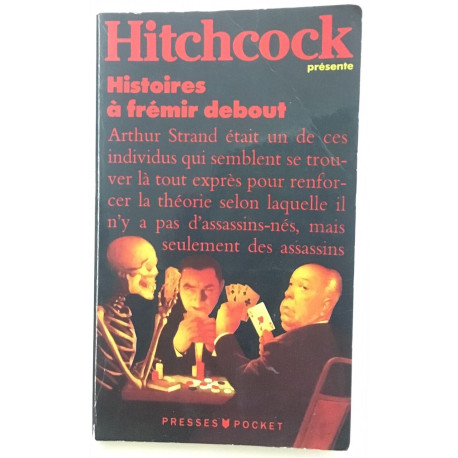 Hitchcock
présente
Histoires
à frémir debout
Arthur Strand était un de ces
individus qui semblent se trou-
ver là tout exprès pour renfor-
cer la théorie selon laquelle il
n'y a pas d'assassins-nés, mais
seulement des assassins
PRESSES POCKET